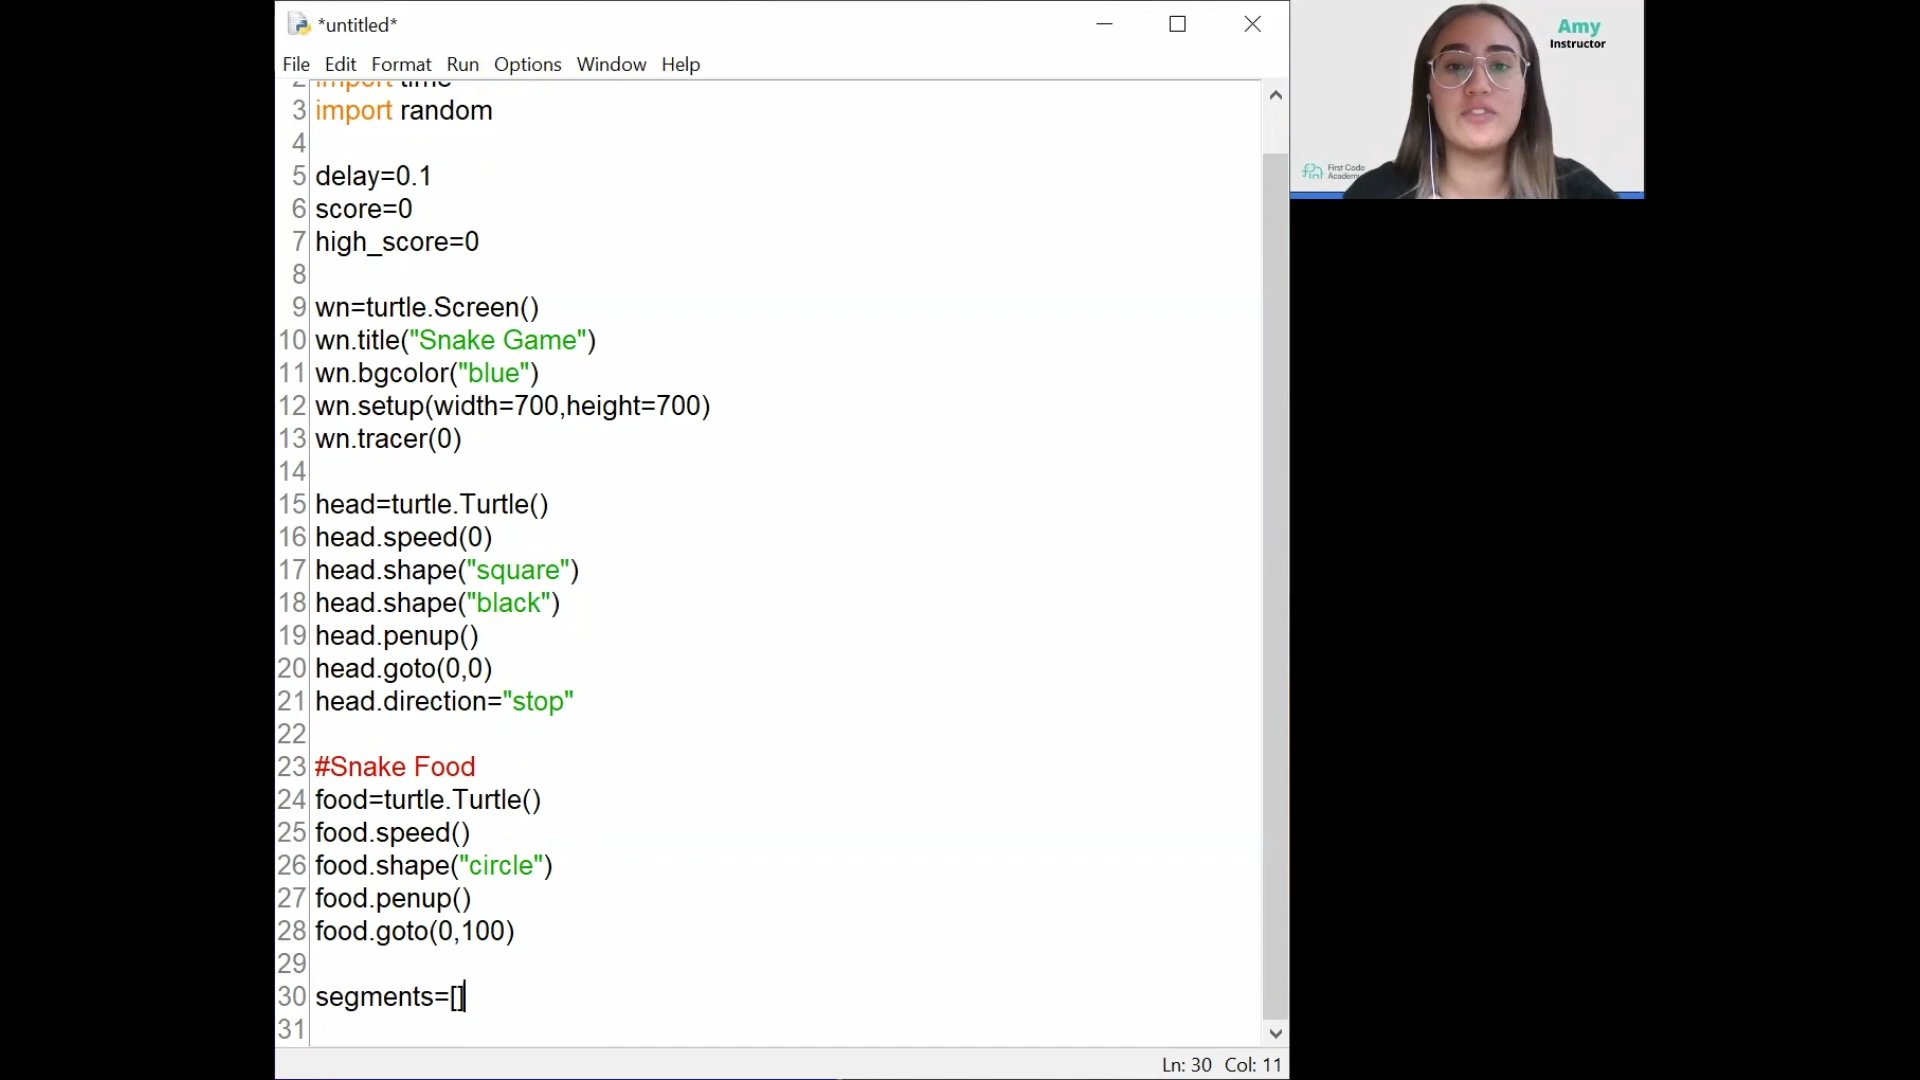 *untitled*
File Edit Format Run Options Window Help
2 import time
3 import random
4
5 delay=0.1
6 score=0
7 high_score=0
8
9 wn=turtle.Screen()
10 wn.title("Snake Game")
11 wn.bgcolor("blue")
12 wn.setup(width=700,height=700)
13 wn.tracer(0)
14
15 head=turtle.Turtle()
16 head.speed(0)
17 head.shape("square")
18 head.shape("black")
19 head.penup()
20 head.goto(0,0)
21 head.direction="stop"
22
23 #Snake Food
24 food=turtle.Turtle()
25 food.speed()
26 food.shape("circle")
27 food.penup()
28 food.goto(0,100)
29
30 segments=[]
31
Ln: 30 Col: 11
Amy
Instructor
First Code
Academy